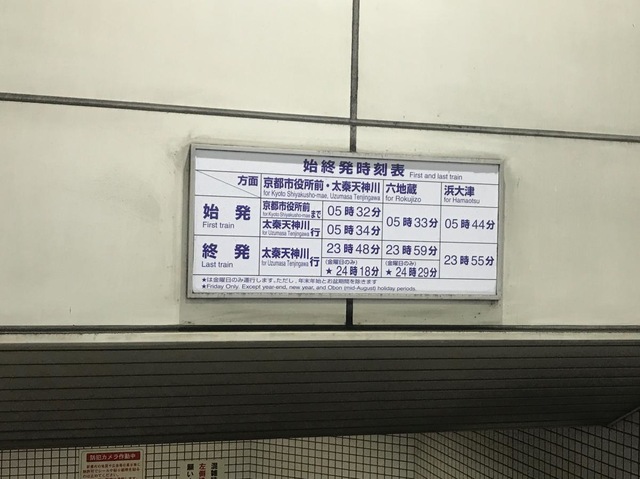 始終発時刻表 First and last train
方面 京都市役所前・太秦天神川 六地蔵 浜大津
for Kyoto Shiyakusho-mae, Uzumasa Tenjingawa for Rokujizo for Hamaotsu
始発 京都市役所前まで 05時32分 05時33分 05時44分
First train for Kyoto Shiyakusho-mae
太秦天神川行 05時34分
for Uzumasa Tenjingawa
終発 太秦天神川行 23時48分 23時59分 23時55分
Last train for Uzumasa Tenjingawa (金曜日のみ) (金曜日のみ)
★24時18分 ★24時29分
★は金曜日のみ運行します。ただし、年末年始とお盆期間を除きます
★Friday Only. Except year-end, new year, and Obon (mid-August) holiday periods.
防犯カメラ作動中